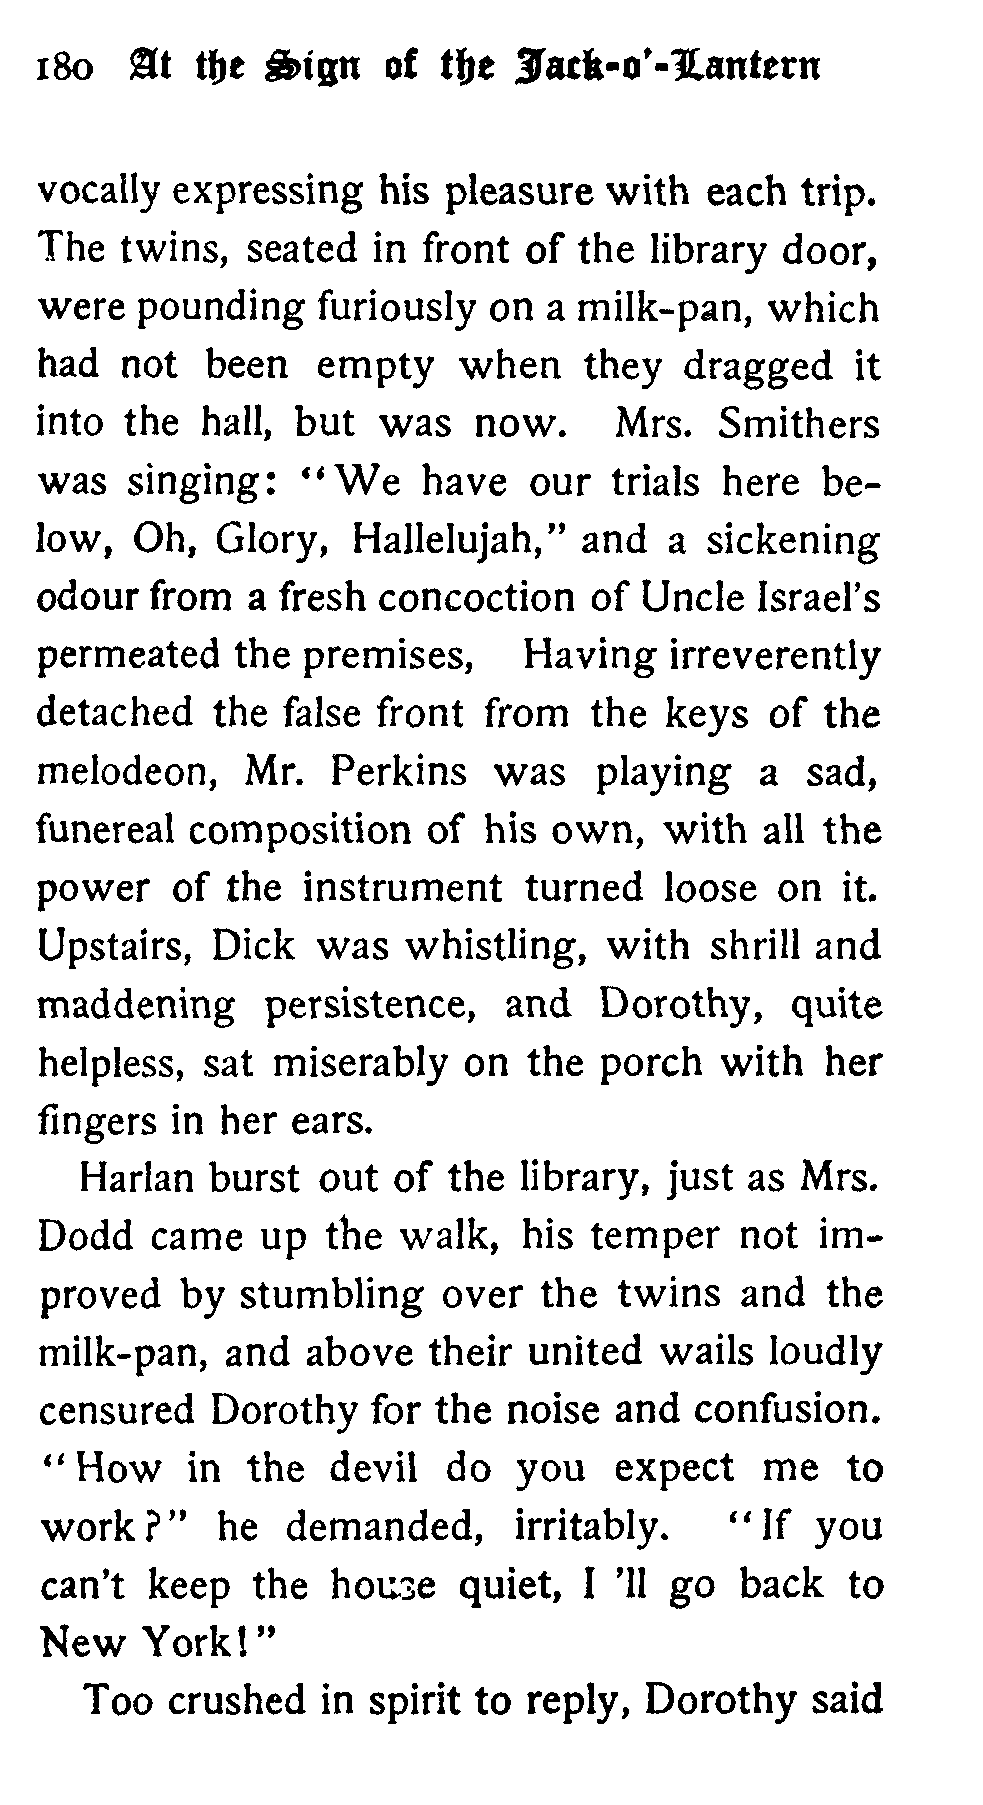 180 At the Sign of the Jack-o'-Lantern
vocally expressing his pleasure with each trip.
The twins, seated in front of the library door,
were pounding furiously on a milk-pan, which
had not been empty when they dragged it
into the hall, but was now. Mrs. Smithers
was singing: "We have our trials here be-
low, Oh, Glory, Hallelujah," and a sickening
odour from a fresh concoction of Uncle Israel's
permeated the premises, Having irreverently
detached the false front from the keys of the
melodeon, Mr. Perkins was playing a sad,
funereal composition of his own, with all the
power of the instrument turned loose on it.
Upstairs, Dick was whistling, with shrill and
maddening persistence, and Dorothy, quite
helpless, sat miserably on the porch with her
fingers in her ears.
Harlan burst out of the library, just as Mrs.
Dodd came up the walk, his temper not im-
proved by stumbling over the twins and the
milk-pan, and above their united wails loudly
censured Dorothy for the noise and confusion.
"How in the devil do you expect me to
work?" he demanded, irritably. "If you
can't keep the house quiet, I 'll go back to
New York!"
Too crushed in spirit to reply, Dorothy said